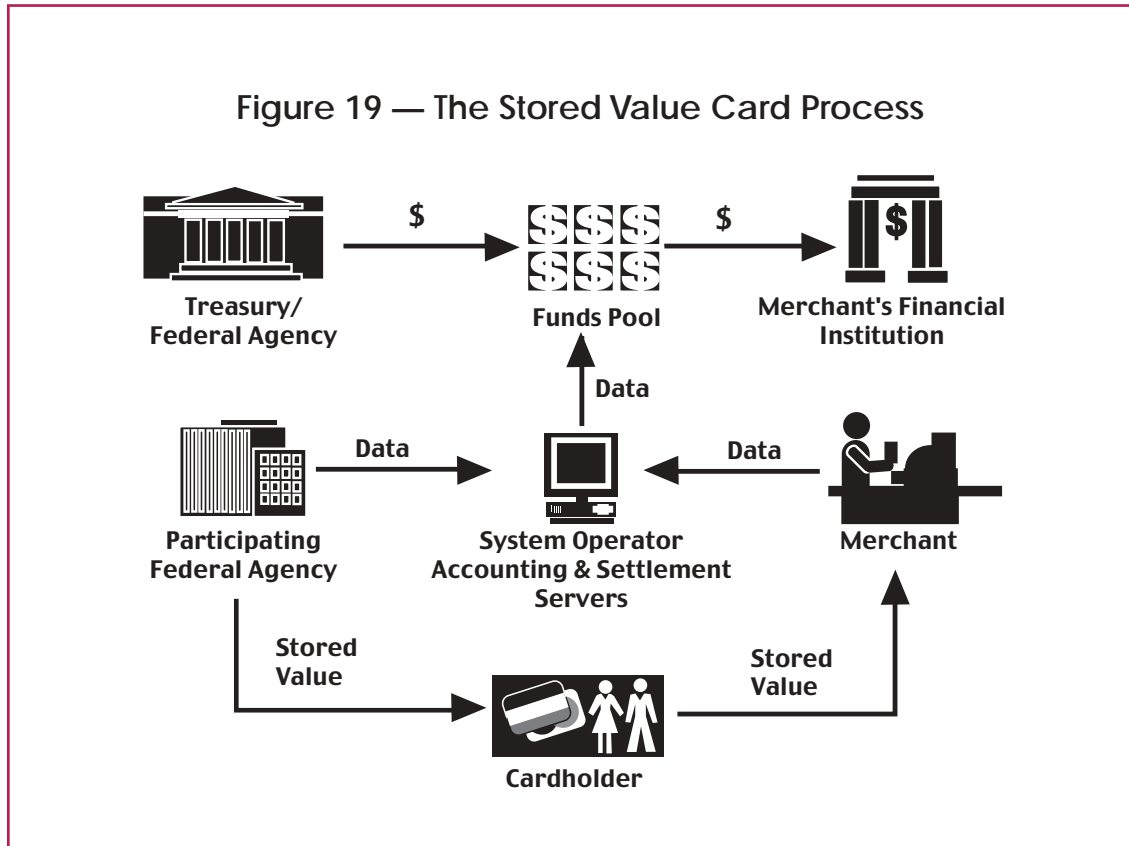 Figure 19 — The Stored Value Card Process
$
$
$ $ $
$ $ $
$
Treasury/
Federal Agency
Funds Pool
Merchant's Financial
Institution
Data
Data
Data
Participating
Federal Agency
System Operator
Accounting & Settlement
Servers
Merchant
Stored
Value
Stored
Value
Cardholder